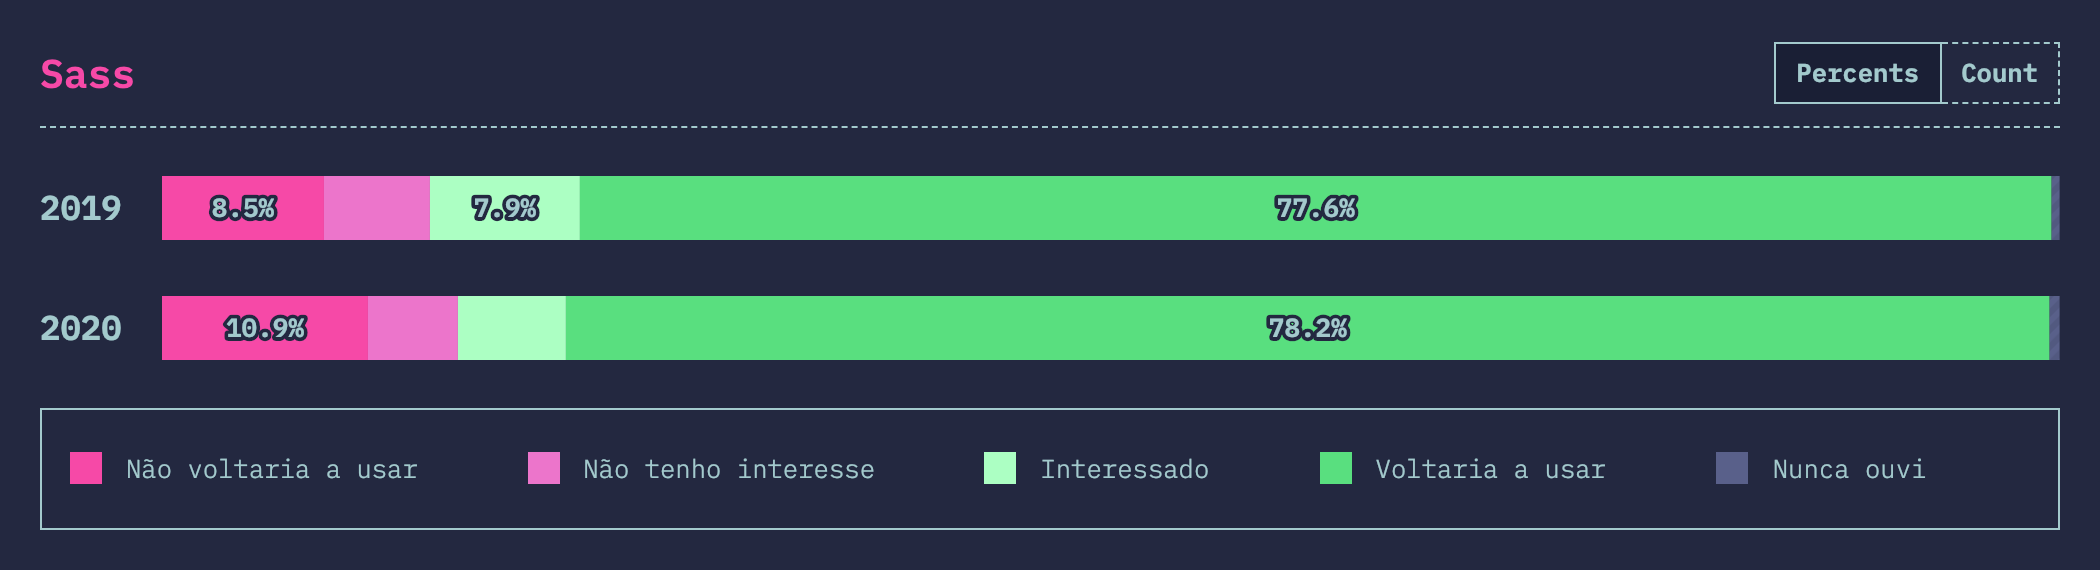 Sass
Percents Count
2019 8.5% 7.9% 77.6%
2020 10.9% 78.2%
Não voltaria a usar Não tenho interesse Interessado Voltaria a usar Nunca ouvi